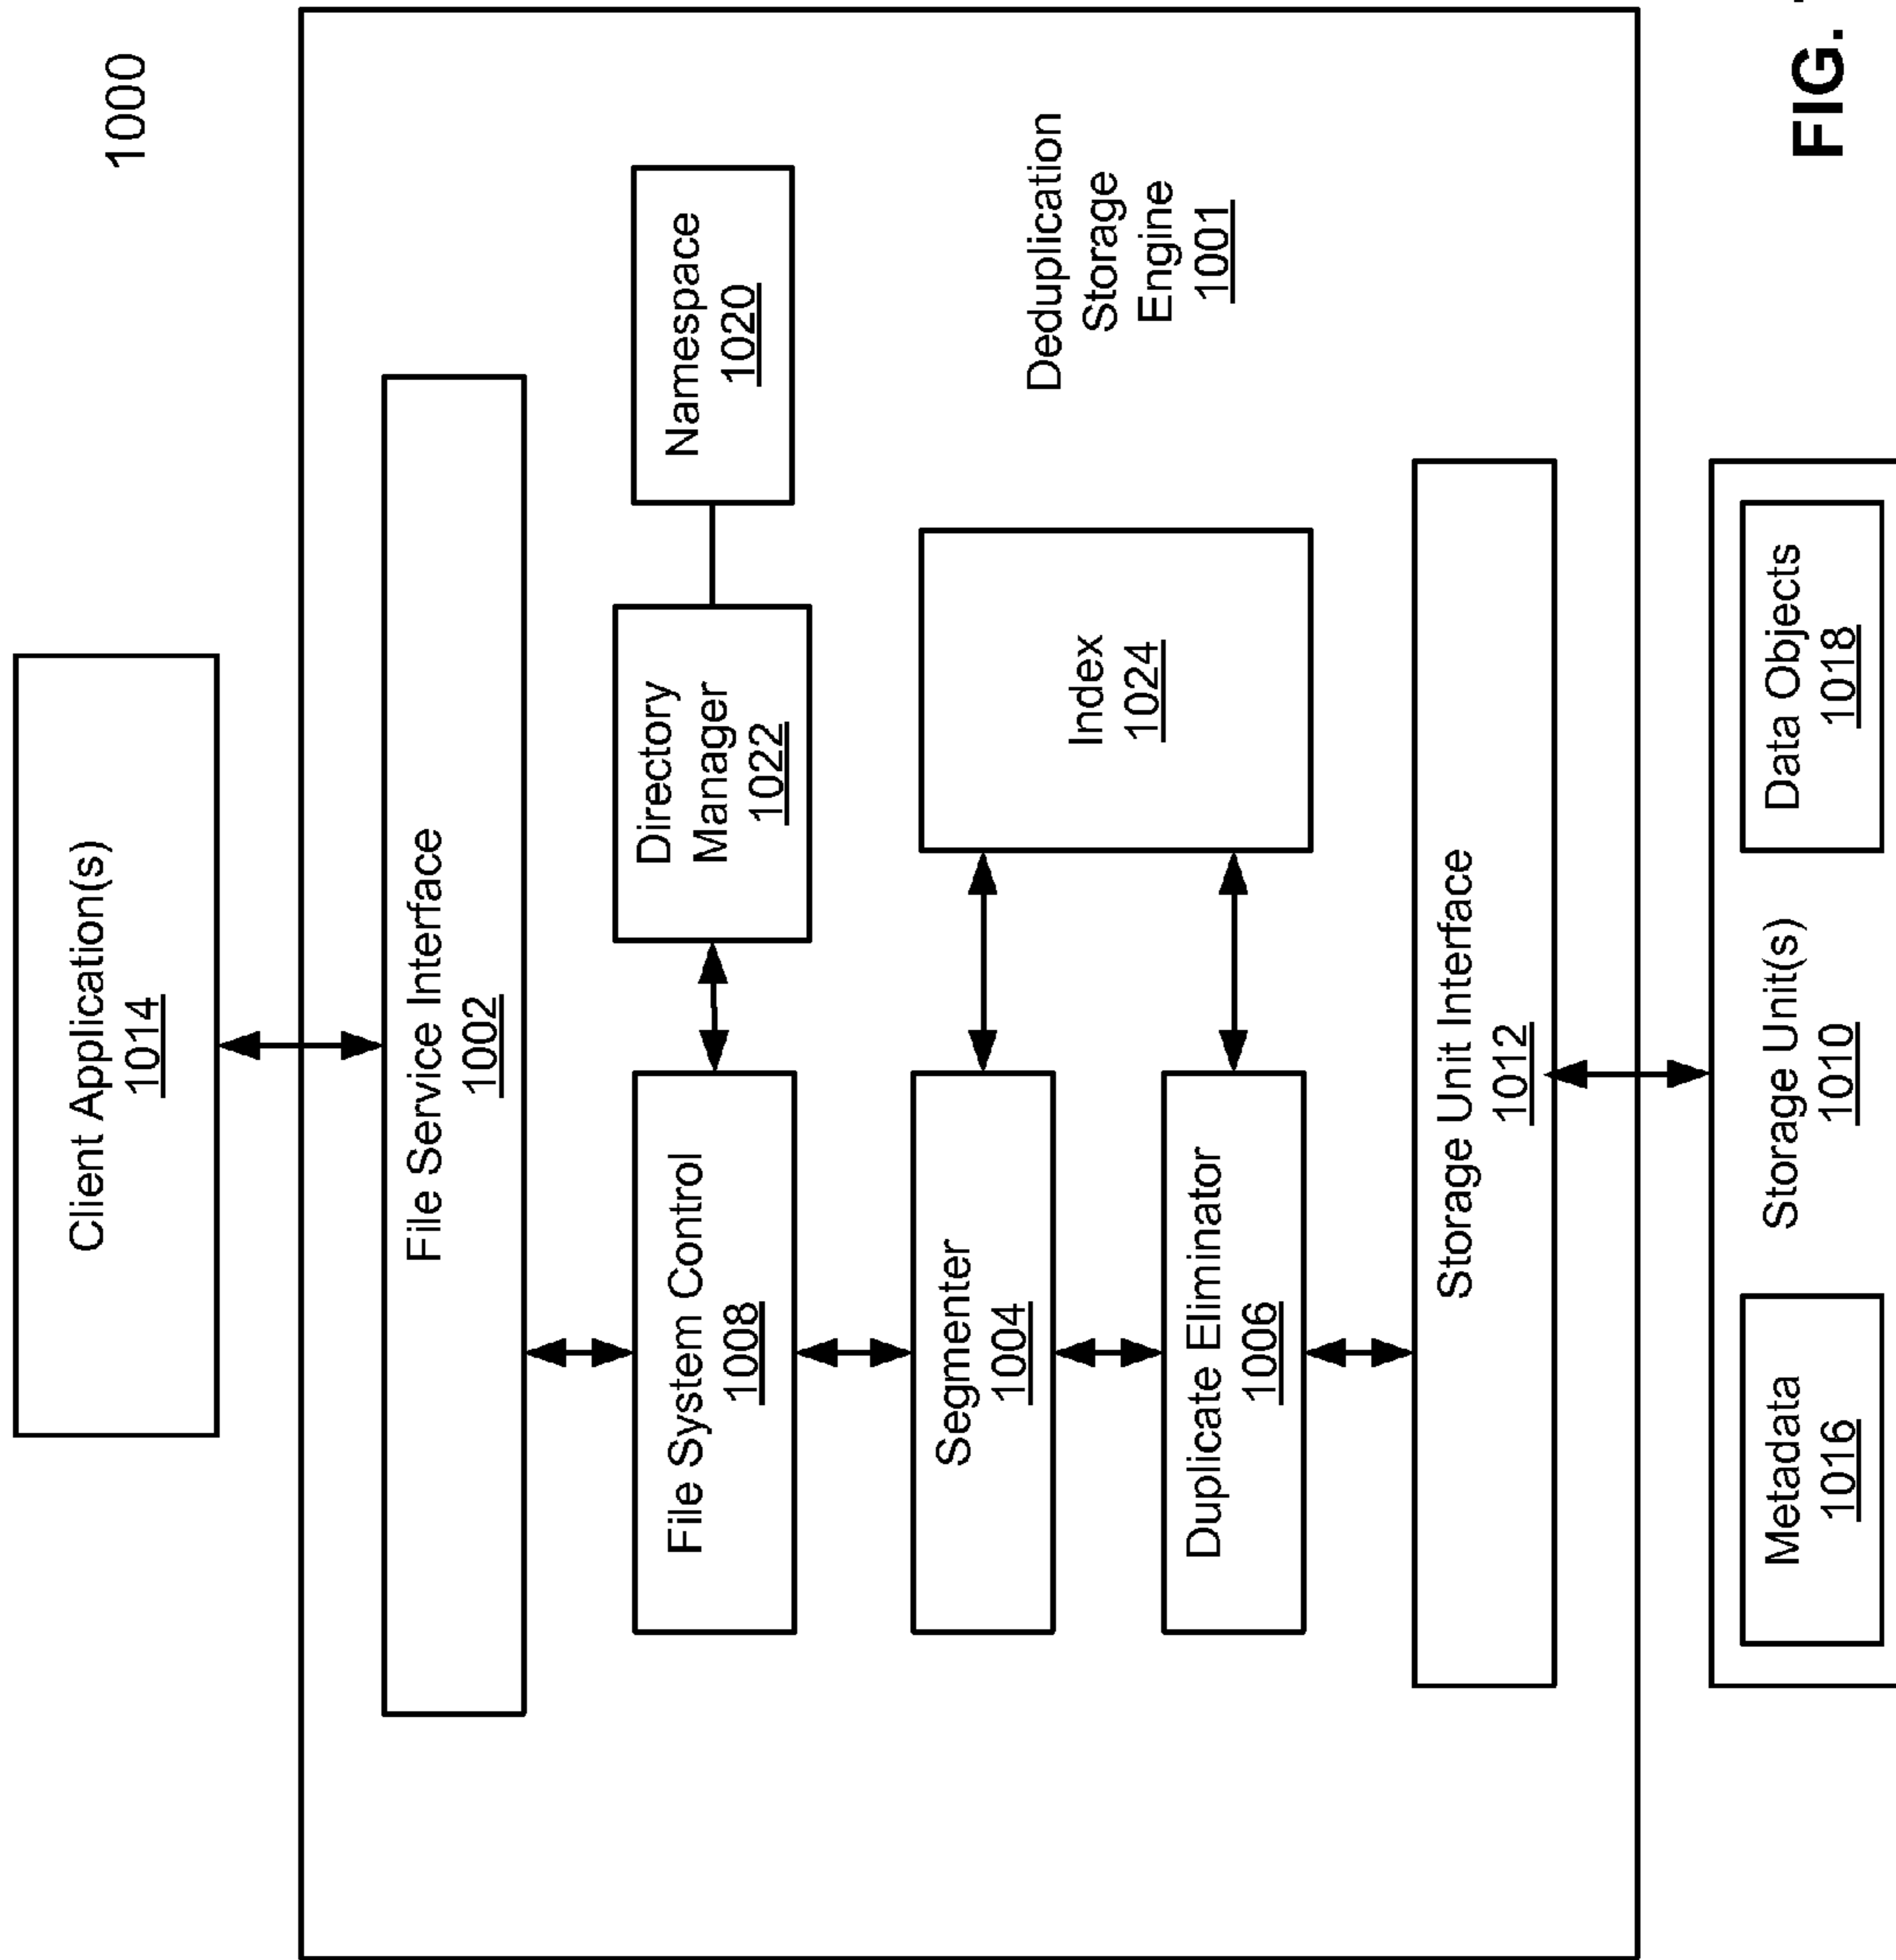 1000
Client Application(s)
1014
File Service Interface
1002
File System Control
1008
Directory
Manager
1022
Namespace
1020
Segmenter
1004
Index
1024
Duplicate Eliminator
1006
Deduplication
Storage
Engine
1001
Storage Unit Interface
1012
Metadata
1016
Storage Unit(s)
1010
Data Objects
1018
FIG.